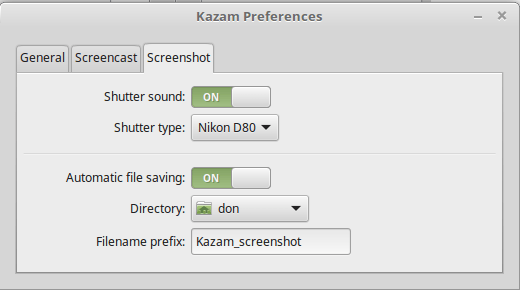 Kazam Preferences
General Screencast Screenshot
Shutter sound: ON
Shutter type: Nikon D80
Automatic file saving: ON
Directory: don
Filename prefix: Kazam_screenshot